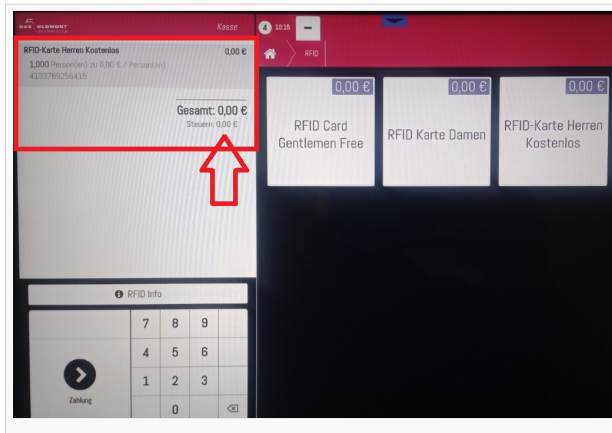 DAS ELEMENT
Kasse
RFID-Karte Herren Kostenlos 0,00 €
1,000 Person(en) zu 0,00 € / Person(en)
4133789256415
Gesamt: 0,00 €
Steuern: 0,00 €
RFID Info
7 8 9
4 5 6
1 2 3
0
Zahlung
4 10:15
RFID
0,00 €
RFID Card
Gentlemen Free
0,00 €
RFID Karte Damen
0,00 €
RFID-Karte Herren
Kostenlos